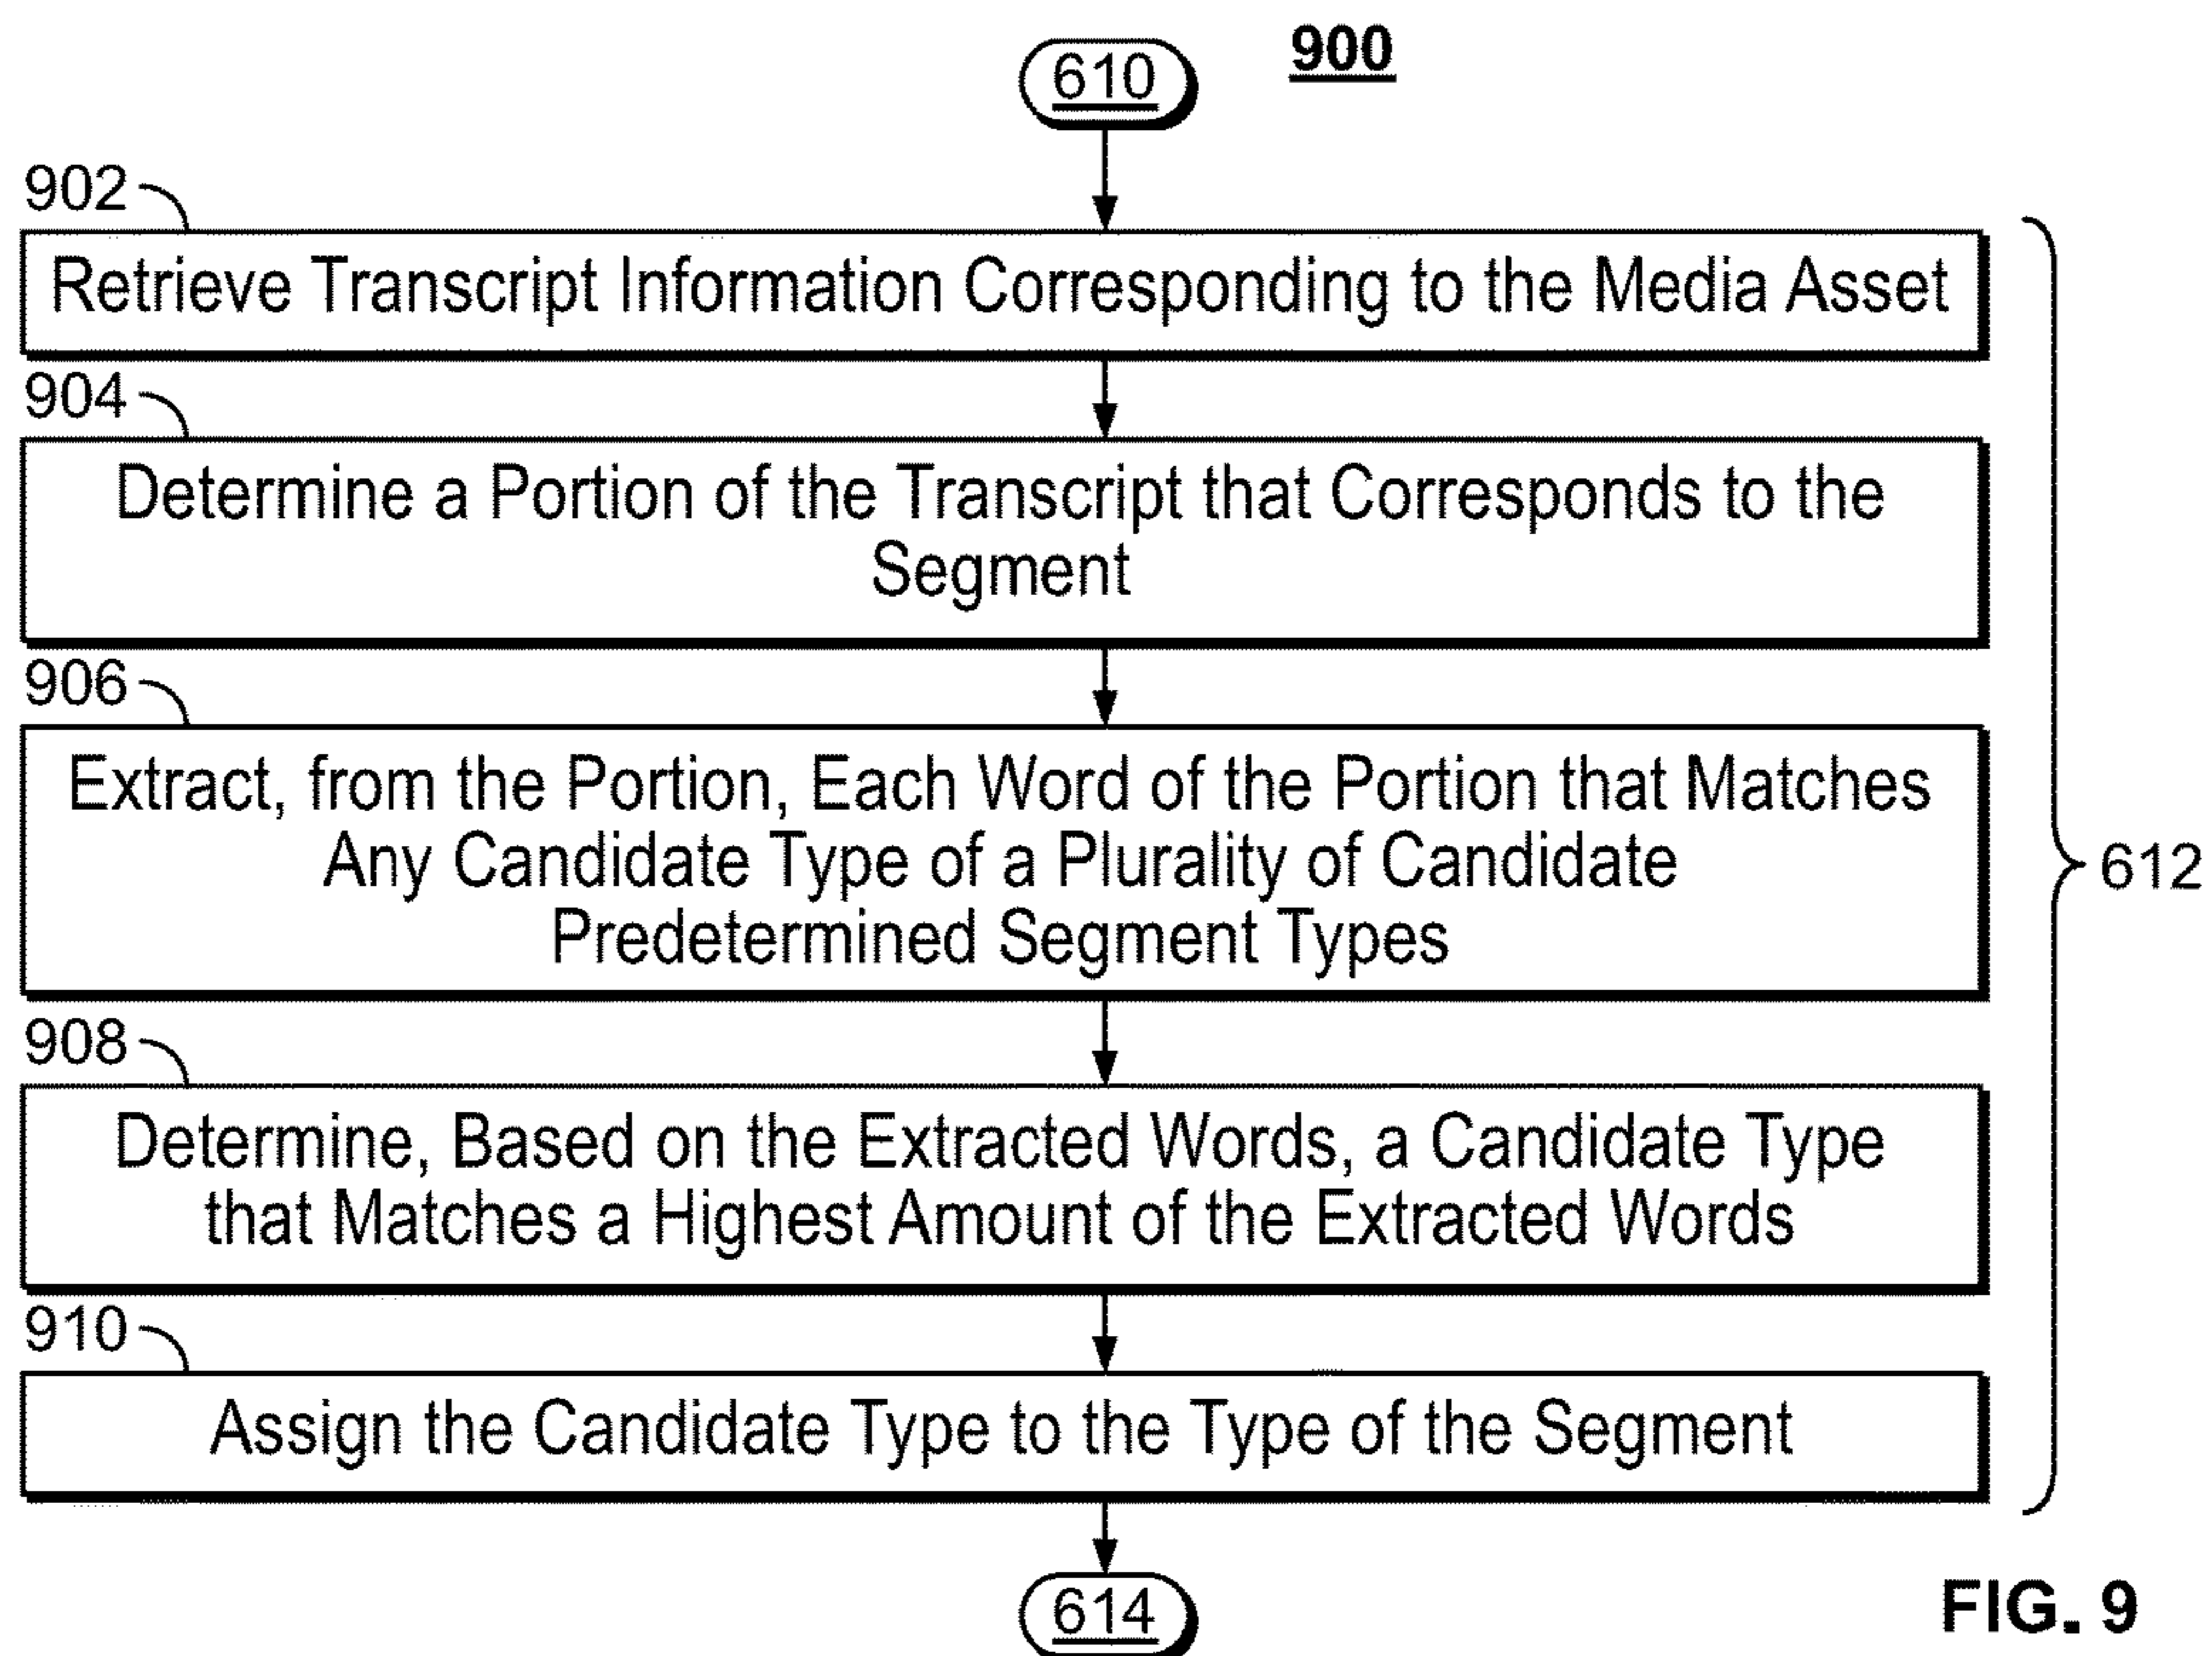 610
900
902
Retrieve Transcript Information Corresponding to the Media Asset
904
Determine a Portion of the Transcript that Corresponds to the
Segment
906
Extract, from the Portion, Each Word of the Portion that Matches
Any Candidate Type of a Plurality of Candidate
Predetermined Segment Types
612
908
Determine, Based on the Extracted Words, a Candidate Type
that Matches a Highest Amount of the Extracted Words
910
Assign the Candidate Type to the Type of the Segment
614
FIG. 9